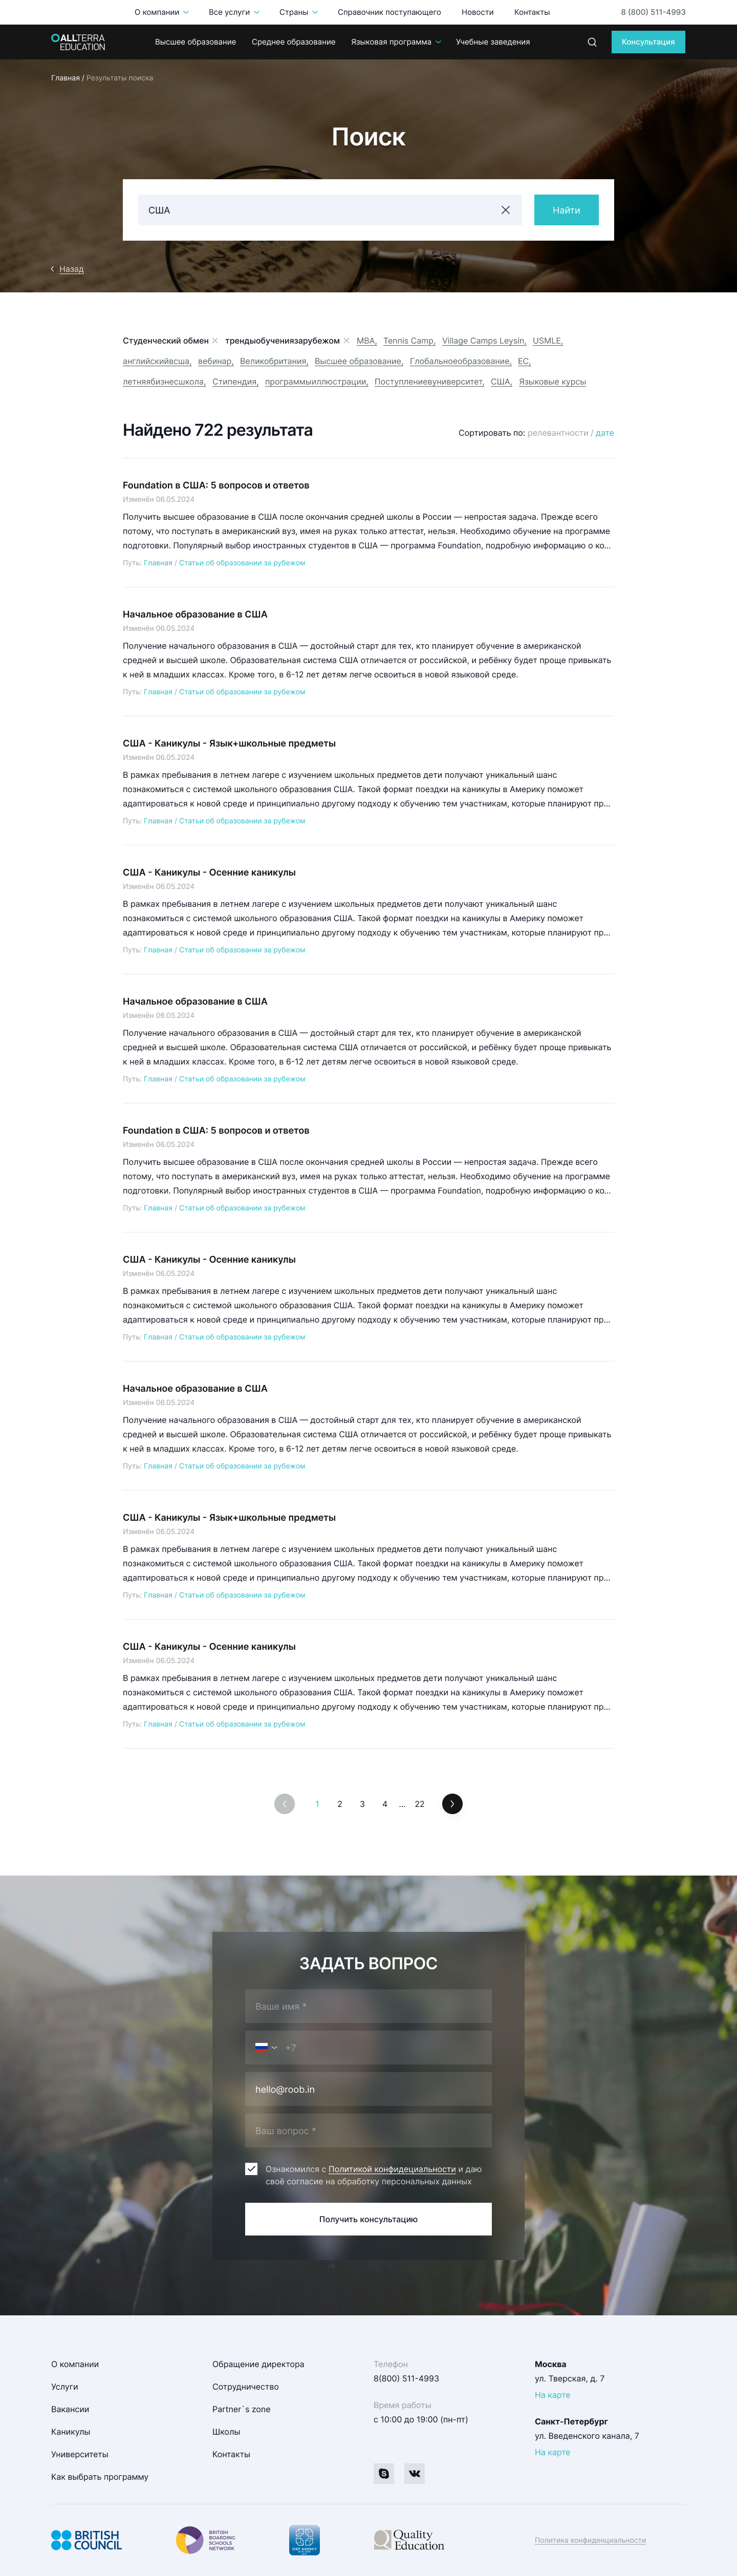 О компании Все услуги Страны Справочник поступающего Новости Контакты 8 (800) 511-4993
ALLTERRA
EDUCATION
Высшее образование Среднее образование Языковая программа Учебные заведения Консультация
Главная / Результаты поиска
Поиск
США Найти
Назад
Студенческий обмен трендыобучениязарубежом MBA, Tennis Camp, Village Camps Leysin, USMLE,
английскийвсша, вебинар, Великобритания, Высшее образование, Глобальноеобразование, ЕС,
летняябизнесшкола, Стипендия, программыиллюстрации, Поступлениевуниверситет, США, Языковые курсы
Найдено 722 результата
Сортировать по: релевантности / дате
Foundation в США: 5 вопросов и ответов
Изменён 06.05.2024
Получить высшее образование в США после окончания средней школы в России — непростая задача. Прежде всего
потому, что поступать в американский вуз, имея на руках только аттестат, нельзя. Необходимо обучение на программе
подготовки. Популярный выбор иностранных студентов в США — программа Foundation, подробную информацию о ко...
Путь: Главная / Статьи об образовании за рубежом
Начальное образование в США
Изменён 06.05.2024
Получение начального образования в США — достойный старт для тех, кто планирует обучение в американской
средней и высшей школе. Образовательная система США отличается от российской, и ребёнку будет проще привыкать
к ней в младших классах. Кроме того, в 6-12 лет детям легче освоиться в новой языковой среде.
Путь: Главная / Статьи об образовании за рубежом
США - Каникулы - Язык+школьные предметы
Изменён 06.05.2024
В рамках пребывания в летнем лагере с изучением школьных предметов дети получают уникальный шанс
познакомиться с системой школьного образования США. Такой формат поездки на каникулы в Америку поможет
адаптироваться к новой среде и принципиально другому подходу к обучению тем участникам, которые планируют пр...
Путь: Главная / Статьи об образовании за рубежом
США - Каникулы - Осенние каникулы
Изменён 06.05.2024
В рамках пребывания в летнем лагере с изучением школьных предметов дети получают уникальный шанс
познакомиться с системой школьного образования США. Такой формат поездки на каникулы в Америку поможет
адаптироваться к новой среде и принципиально другому подходу к обучению тем участникам, которые планируют пр...
Путь: Главная / Статьи об образовании за рубежом
Начальное образование в США
Изменён 06.05.2024
Получение начального образования в США — достойный старт для тех, кто планирует обучение в американской
средней и высшей школе. Образовательная система США отличается от российской, и ребёнку будет проще привыкать
к ней в младших классах. Кроме того, в 6-12 лет детям легче освоиться в новой языковой среде.
Путь: Главная / Статьи об образовании за рубежом
Foundation в США: 5 вопросов и ответов
Изменён 06.05.2024
Получить высшее образование в США после окончания средней школы в России — непростая задача. Прежде всего
потому, что поступать в американский вуз, имея на руках только аттестат, нельзя. Необходимо обучение на программе
подготовки. Популярный выбор иностранных студентов в США — программа Foundation, подробную информацию о ко...
Путь: Главная / Статьи об образовании за рубежом
США - Каникулы - Осенние каникулы
Изменён 06.05.2024
В рамках пребывания в летнем лагере с изучением школьных предметов дети получают уникальный шанс
познакомиться с системой школьного образования США. Такой формат поездки на каникулы в Америку поможет
адаптироваться к новой среде и принципиально другому подходу к обучению тем участникам, которые планируют пр...
Путь: Главная / Статьи об образовании за рубежом
Начальное образование в США
Изменён 06.05.2024
Получение начального образования в США — достойный старт для тех, кто планирует обучение в американской
средней и высшей школе. Образовательная система США отличается от российской, и ребёнку будет проще привыкать
к ней в младших классах. Кроме того, в 6-12 лет детям легче освоиться в новой языковой среде.
Путь: Главная / Статьи об образовании за рубежом
США - Каникулы - Язык+школьные предметы
Изменён 06.05.2024
В рамках пребывания в летнем лагере с изучением школьных предметов дети получают уникальный шанс
познакомиться с системой школьного образования США. Такой формат поездки на каникулы в Америку поможет
адаптироваться к новой среде и принципиально другому подходу к обучению тем участникам, которые планируют пр...
Путь: Главная / Статьи об образовании за рубежом
США - Каникулы - Осенние каникулы
Изменён 06.05.2024
В рамках пребывания в летнем лагере с изучением школьных предметов дети получают уникальный шанс
познакомиться с системой школьного образования США. Такой формат поездки на каникулы в Америку поможет
адаптироваться к новой среде и принципиально другому подходу к обучению тем участникам, которые планируют пр...
Путь: Главная / Статьи об образовании за рубежом
1 2 3 4 ... 22
ЗАДАТЬ ВОПРОС
Ваше имя *
+7
hello@roob.in
Ваш вопрос *
Ознакомился с Политикой конфидециальности и даю
своё согласие на обработку персональных данных
Получить консультацию
О компании
Услуги
Вакансии
Каникулы
Университеты
Как выбрать программу
Обращение директора
Сотрудничество
Partner`s zone
Школы
Контакты
Телефон
8(800) 511-4993
Время работы
с 10:00 до 19:00 (пн-пт)
Москва
ул. Тверская, д. 7
На карте
Санкт-Петербург
ул. Введенского канала, 7
На карте
BRITISH
COUNCIL
BRITISH
BOARDING
SCHOOLS
NETWORK
Quality
Education
Политика конфиденциальности